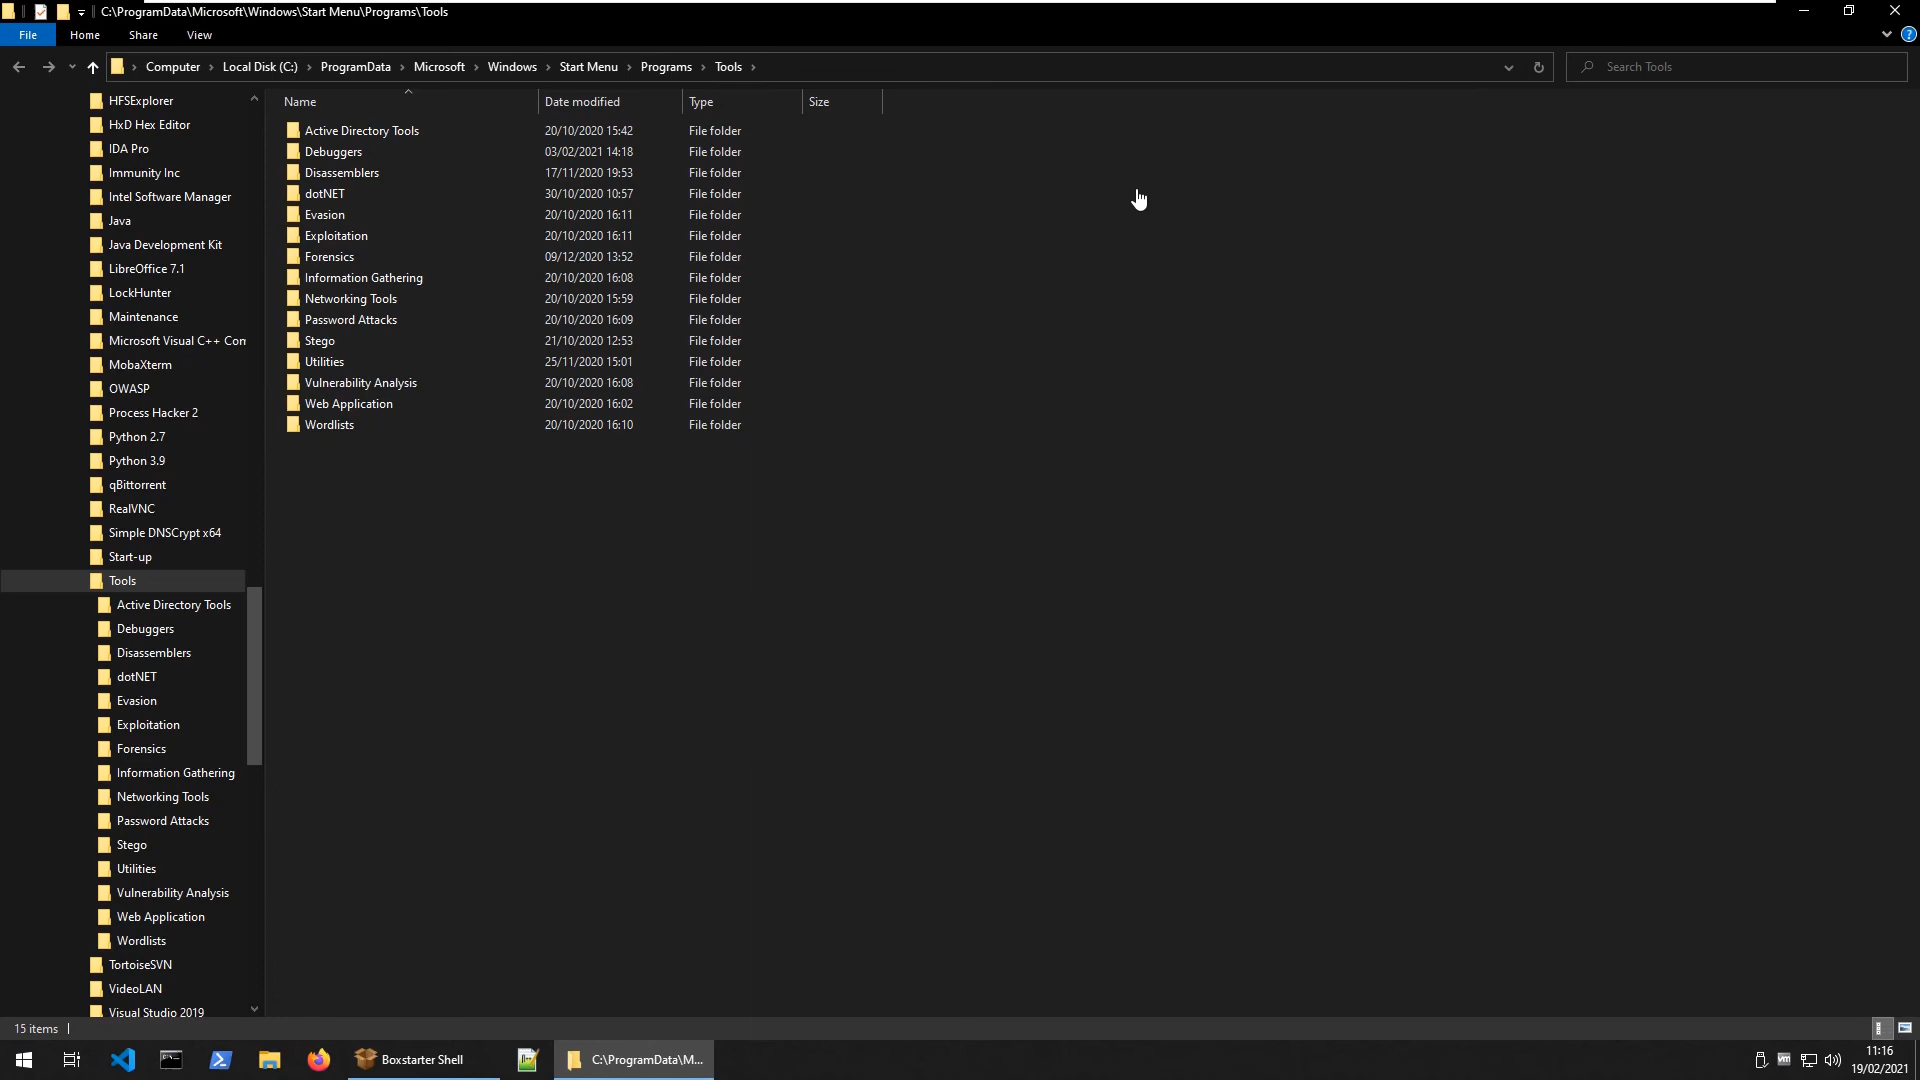 C:\ProgramData\Microsoft\Windows\Start Menu\Programs\Tools
File Home Share View
Computer Local Disk (C:) ProgramData Microsoft Windows Start Menu Programs Tools
Search Tools
HFSExplorer
HxD Hex Editor
IDA Pro
Immunity Inc
Intel Software Manager
Java
Java Development Kit
LibreOffice 7.1
LockHunter
Maintenance
Microsoft Visual C++ Con
MobaXterm
OWASP
Process Hacker 2
Python 2.7
Python 3.9
qBittorrent
RealVNC
Simple DNSCrypt x64
Start-up
Tools
Active Directory Tools
Debuggers
Disassemblers
dotNET
Evasion
Exploitation
Forensics
Information Gathering
Networking Tools
Password Attacks
Stego
Utilities
Vulnerability Analysis
Web Application
Wordlists
TortoiseSVN
VideoLAN
Visual Studio 2019
Name Date modified Type Size
Active Directory Tools 20/10/2020 15:42 File folder
Debuggers 03/02/2021 14:18 File folder
Disassemblers 17/11/2020 19:53 File folder
dotNET 30/10/2020 10:57 File folder
Evasion 20/10/2020 16:11 File folder
Exploitation 20/10/2020 16:11 File folder
Forensics 09/12/2020 13:52 File folder
Information Gathering 20/10/2020 16:08 File folder
Networking Tools 20/10/2020 15:59 File folder
Password Attacks 20/10/2020 16:09 File folder
Stego 21/10/2020 12:53 File folder
Utilities 25/11/2020 15:01 File folder
Vulnerability Analysis 20/10/2020 16:08 File folder
Web Application 20/10/2020 16:02 File folder
Wordlists 20/10/2020 16:10 File folder
15 items
Boxstarter Shell
C:\ProgramData\M...
11:16
19/02/2021